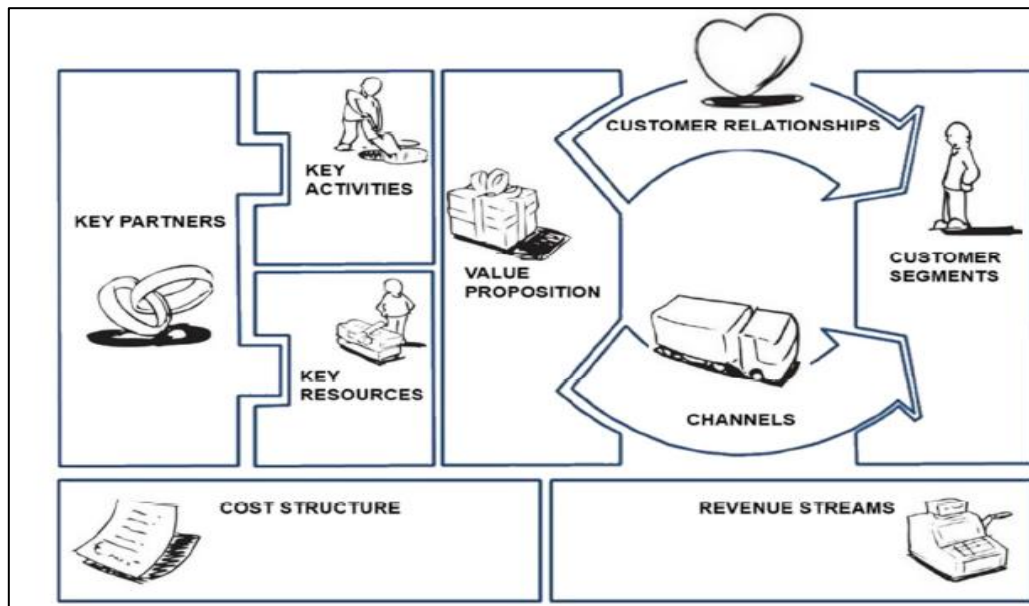 KEY PARTNERS
KEY
ACTIVITIES
KEY
RESOURCES
VALUE
PROPOSITION
CUSTOMER RELATIONSHIPS
CHANNELS
CUSTOMER
SEGMENTS
COST STRUCTURE
REVENUE STREAMS